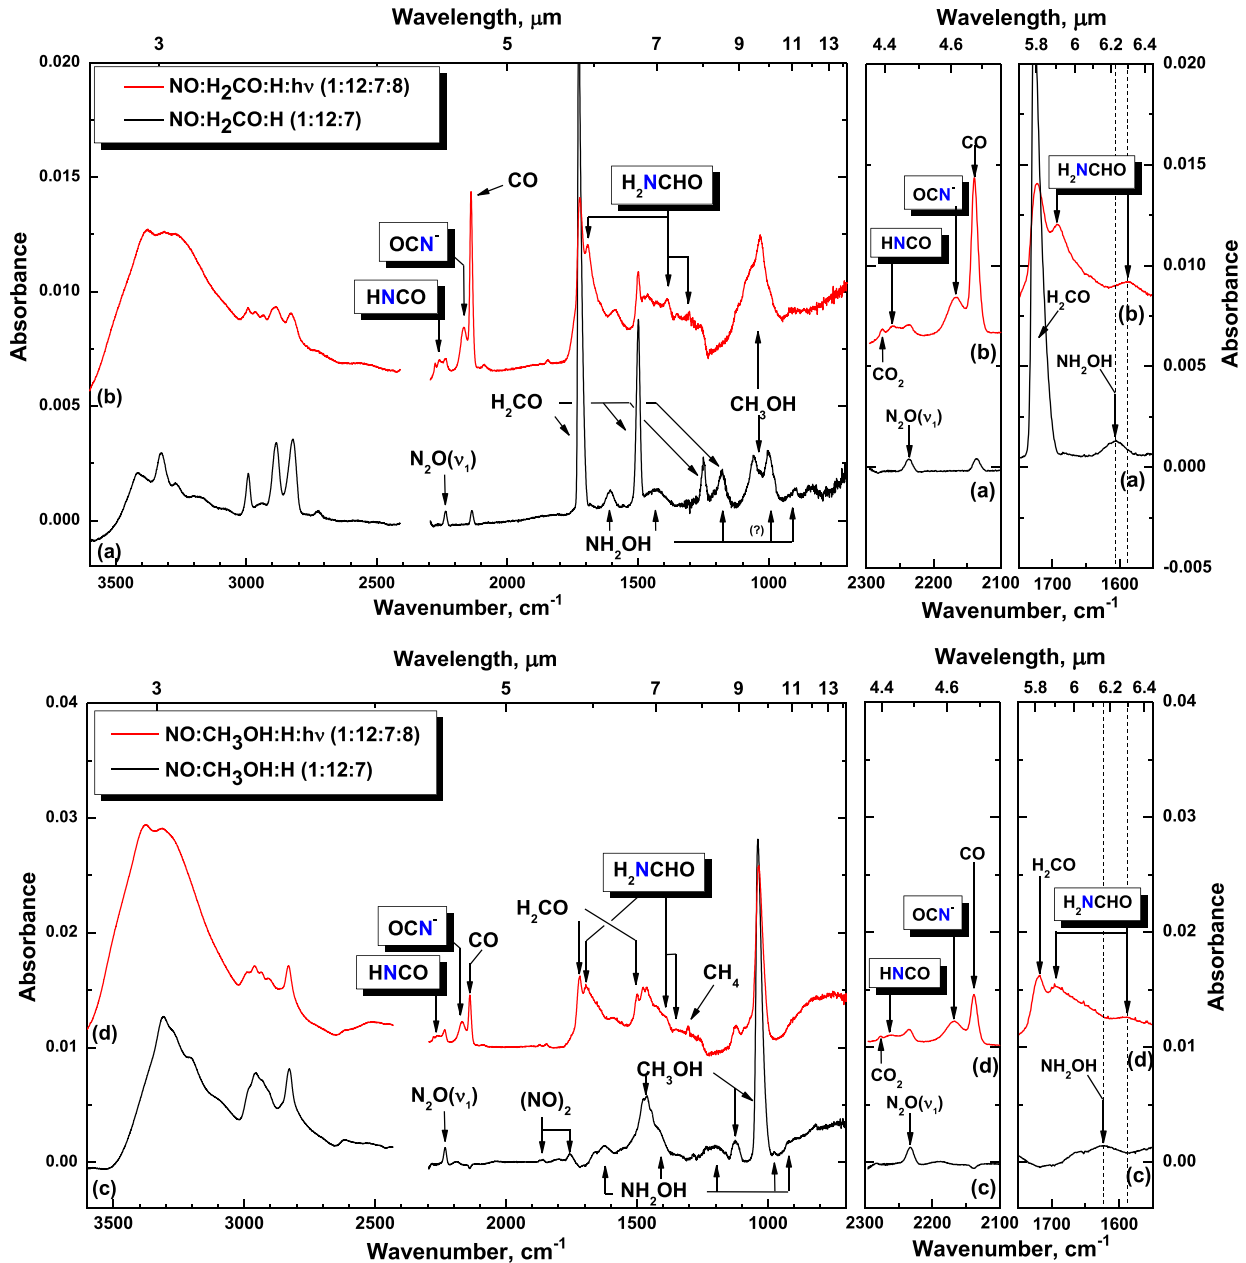 Wavelength, μm
Wavelength, μm
3 5 7 9 11 13
4.4 4.6
5.8 6 6.2 6.4
NO:H₂CO:H:hν (1:12:7:8)
NO:H₂CO:H (1:12:7)
0.020
0.015
0.010
0.005
0.000
Absorbance
CO
H₂NCHO
OCN⁻
HNCO
(b)
H₂CO
CH₃OH
N₂O(ν₁)
NH₂OH
(?)
(a)
3500 3000 2500 2000 1500 1000
Wavenumber, cm⁻¹
CO
OCN⁻
HNCO
CO₂
(b)
N₂O(ν₁)
(a)
2300 2200 2100
H₂NCHO
H₂CO
(b)
NH₂OH
(a)
00 1700 1600
Wavenumber, cm⁻¹
0.020
0.015
0.010
0.005
0.000
-0.005
Absorbance
Wavelength, μm
Wavelength, μm
3 5 7 9 11 13
4.4 4.6
5.8 6 6.2 6.4
NO:CH₃OH:H:hν (1:12:7:8)
NO:CH₃OH:H (1:12:7)
0.04
0.03
0.02
0.01
0.00
Absorbance
H₂NCHO
H₂CO
OCN⁻
CO
HNCO
CH₄
(d)
CH₃OH
N₂O(ν₁)
(NO)₂
NH₂OH
(c)
3500 3000 2500 2000 1500 1000
Wavenumber, cm⁻¹
CO
OCN⁻
HNCO
CO₂
(d)
N₂O(ν₁)
(c)
2300 2200 2100
H₂CO
H₂NCHO
(d)
NH₂OH
(c)
00 1700 1600
Wavenumber, cm⁻¹
0.04
0.03
0.02
0.01
0.00
Absorbance